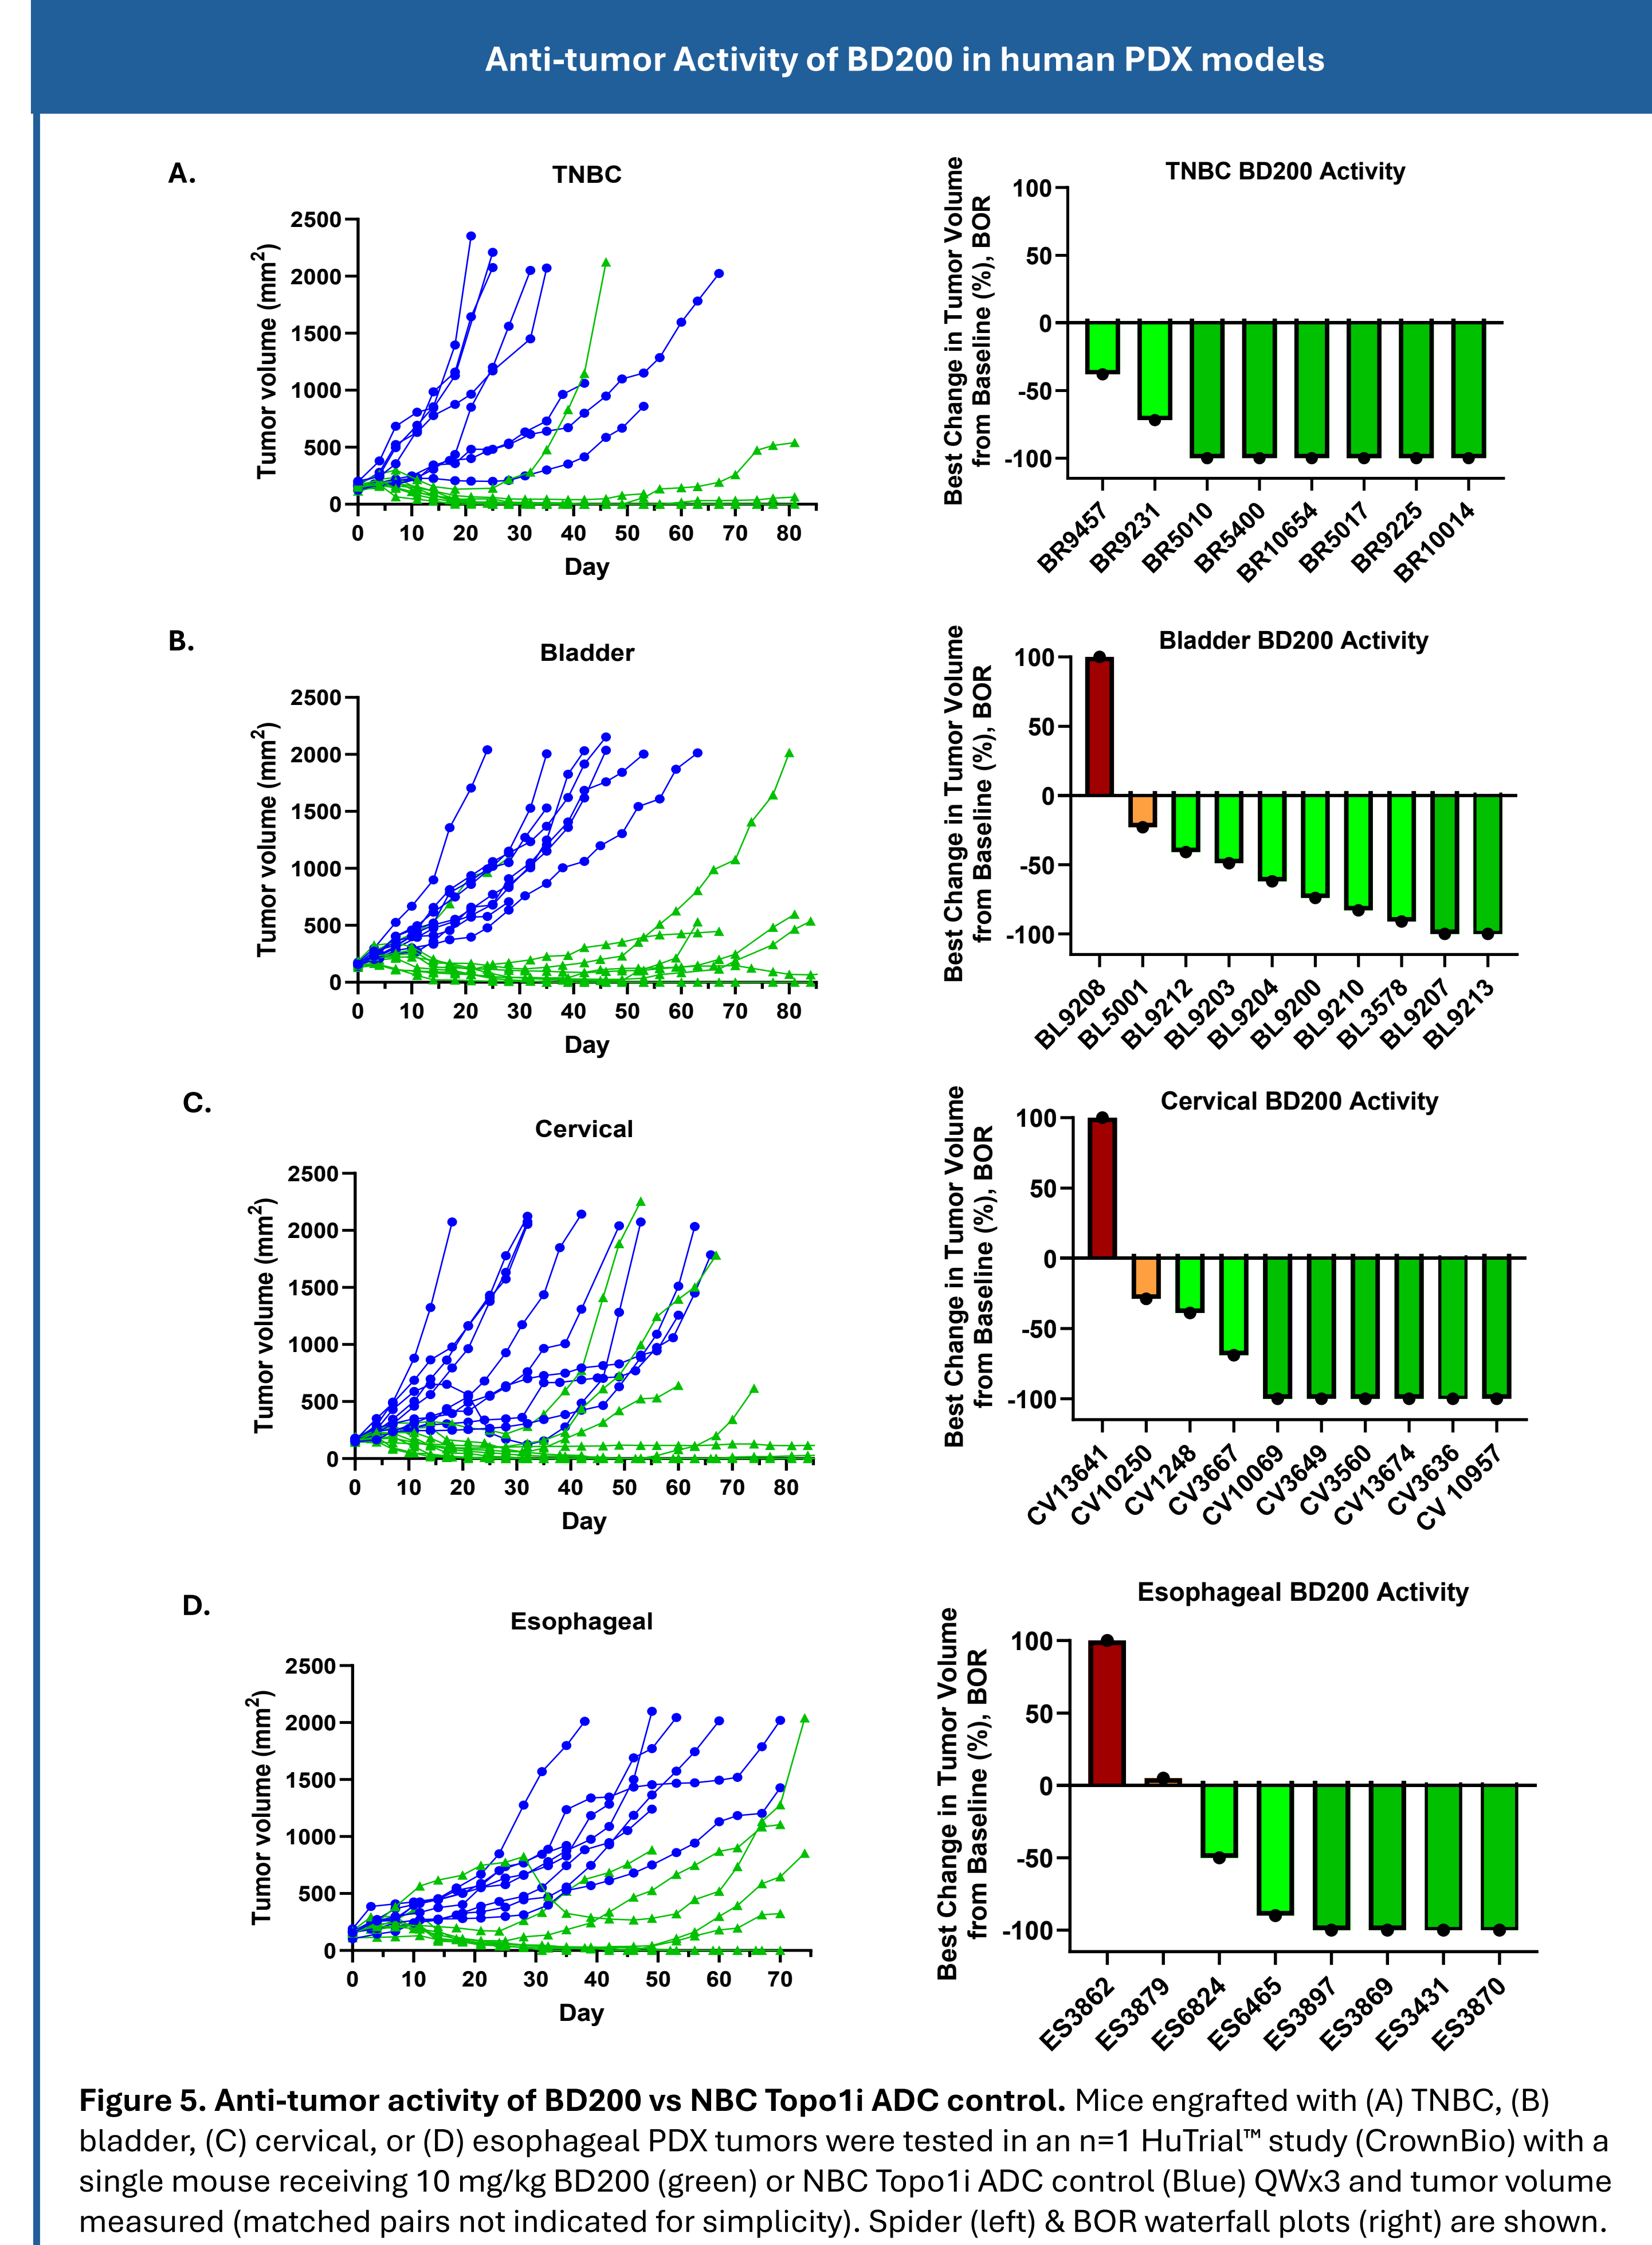 Anti-tumor Activity of BD200 in human PDX models
A.
TNBC
Tumor volume (mm²)
2500
2000
1500
1000
500
0
0 10 20 30 40 50 60 70 80
Day
TNBC BD200 Activity
Best Change in Tumor Volume
from Baseline (%), BOR
100
50
0
-50
-100
BR9457 BR9231 BR5010 BR5400 BR10654 BR5017 BR9225 BR10014
B.
Bladder
Tumor volume (mm²)
2500
2000
1500
1000
500
0
0 10 20 30 40 50 60 70 80
Day
Bladder BD200 Activity
Best Change in Tumor Volume
from Baseline (%), BOR
100
50
0
-50
-100
BL9208 BL5001 BL9212 BL9203 BL9204 BL9200 BL9210 BL3578 BL9207 BL9213
C.
Cervical
Tumor volume (mm²)
2500
2000
1500
1000
500
0
0 10 20 30 40 50 60 70 80
Day
Cervical BD200 Activity
Best Change in Tumor Volume
from Baseline (%), BOR
100
50
0
-50
-100
CV13641 CV10250 CV1248 CV3667 CV10069 CV3649 CV3560 CV13674 CV3636 CV 10957
D.
Esophageal
Tumor volume (mm²)
2500
2000
1500
1000
500
0
0 10 20 30 40 50 60 70
Day
Esophageal BD200 Activity
Best Change in Tumor Volume
from Baseline (%), BOR
100
50
0
-50
-100
ES3862 ES3879 ES6824 ES6465 ES3897 ES3869 ES3431 ES3870
Figure 5. Anti-tumor activity of BD200 vs NBC Topo1i ADC control. Mice engrafted with (A) TNBC, (B)
bladder, (C) cervical, or (D) esophageal PDX tumors were tested in an n=1 HuTrial™ study (CrownBio) with a
single mouse receiving 10 mg/kg BD200 (green) or NBC Topo1i ADC control (Blue) QWx3 and tumor volume
measured (matched pairs not indicated for simplicity). Spider (left) & BOR waterfall plots (right) are shown.